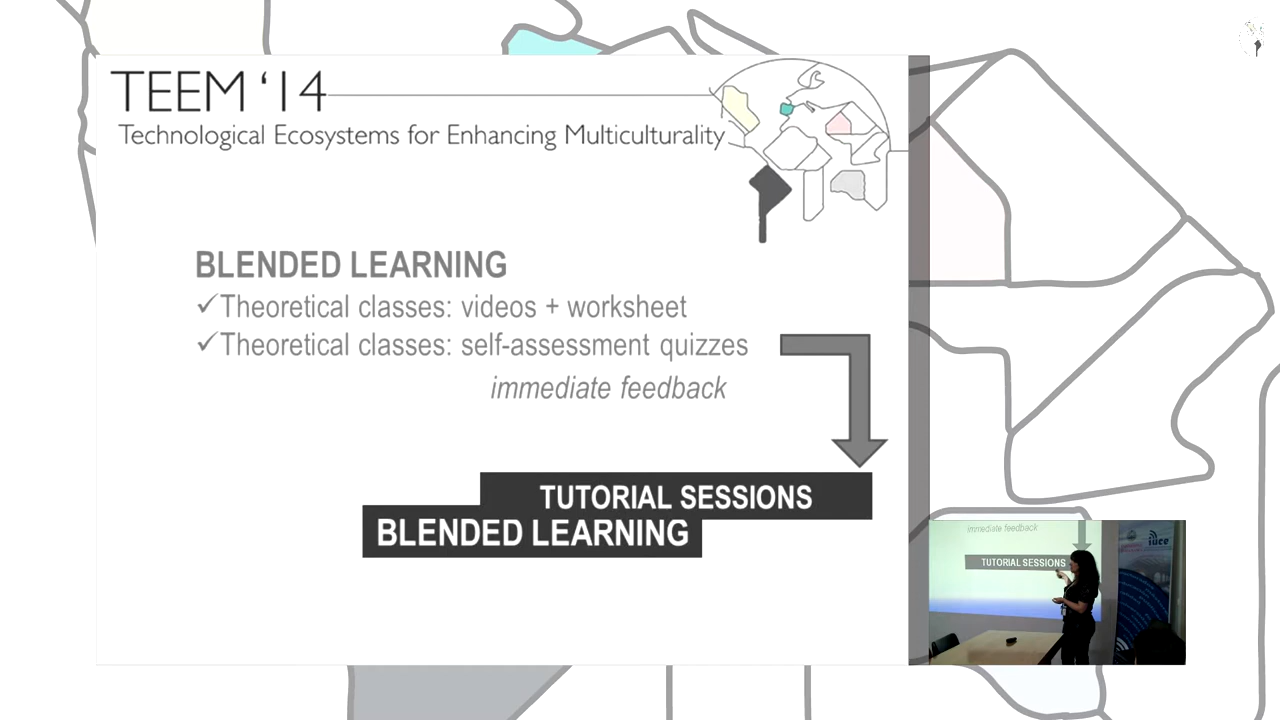 TEEM ‘14
Technological Ecosystems for Enhancing Multiculturality
BLENDED LEARNING
✓Theoretical classes: videos + worksheet
✓Theoretical classes: self-assessment quizzes
immediate feedback
TUTORIAL SESSIONS
BLENDED LEARNING
immediate feedback
TUTORIAL SESSIONS
iuce